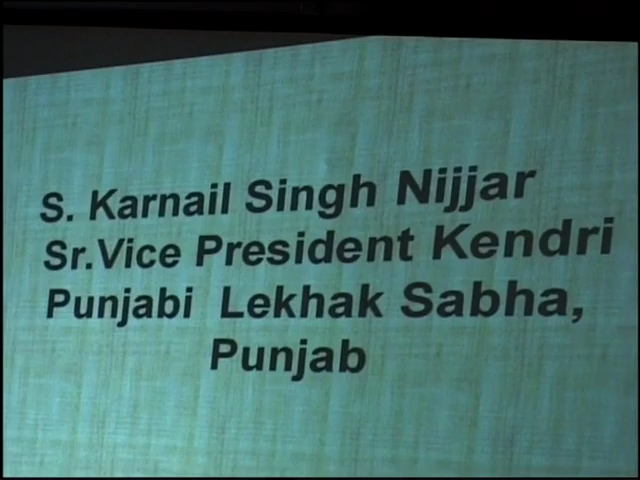 S. Karnail Singh Nijjar
Sr.Vice President Kendri
Punjabi Lekhak Sabha,
Punjab